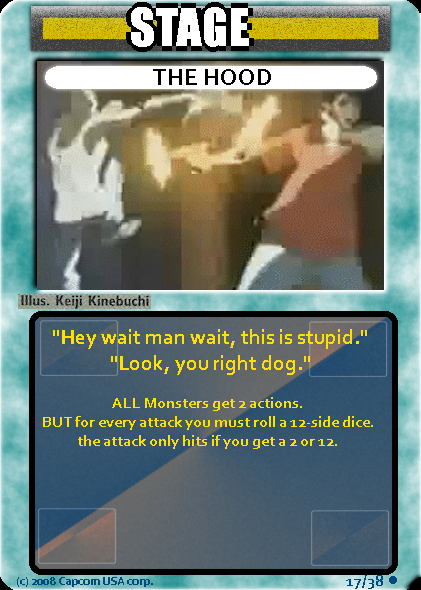 STAGE
THE HOOD
Illus. Keiji Kinebuchi
"Hey wait man wait, this is stupid."
"Look, you right dog."
ALL Monsters get 2 actions.
BUT for every attack you must roll a 12-side dice.
the attack only hits if you get a 2 or 12.
(c) 2008 Capcom USA corp.
17/38 ●